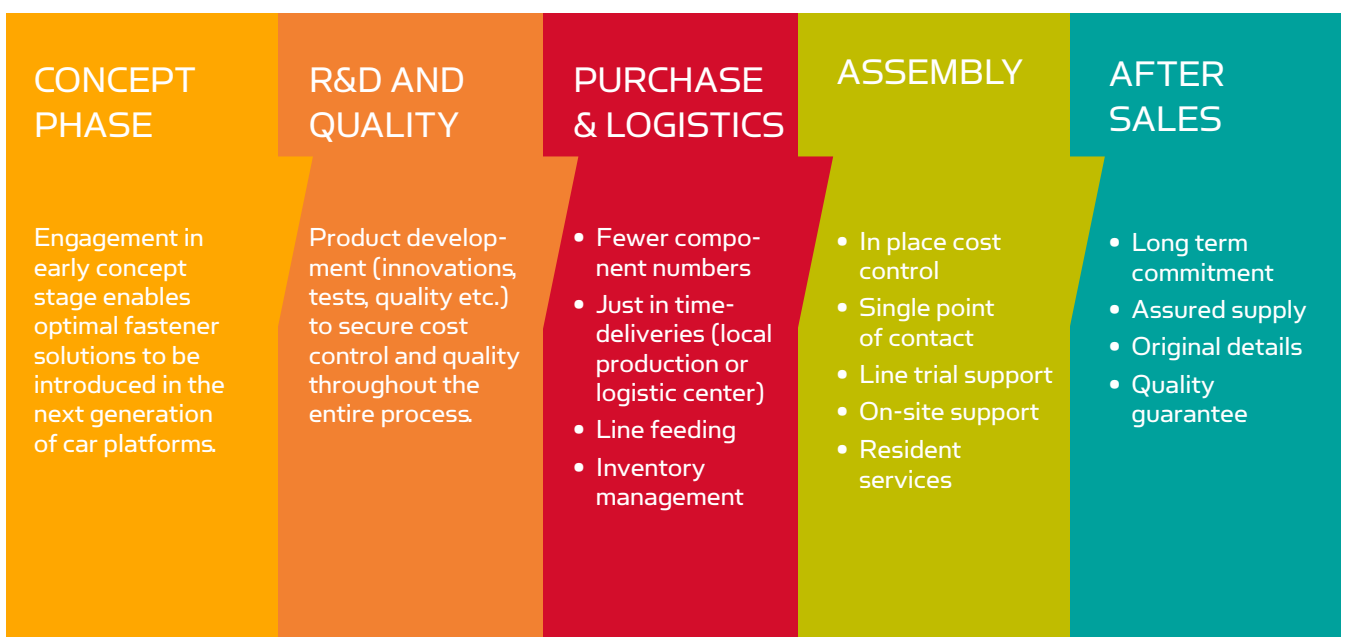 CONCEPT
PHASE
Engagement in
early concept
stage enables
optimal fastener
solutions to be
introduced in the
next generation
of car platforms.
R&D AND
QUALITY
Product develop-
ment (innovations,
tests, quality etc.)
to secure cost
control and quality
throughout the
entire process.
PURCHASE
& LOGISTICS
• Fewer compo-
nent numbers
• Just in time-
deliveries (local
production or
logistic center)
• Line feeding
• Inventory
management
ASSEMBLY
• In place cost
control
• Single point
of contact
• Line trial support
• On-site support
• Resident
services
AFTER
SALES
• Long term
commitment
• Assured supply
• Original details
• Quality
guarantee